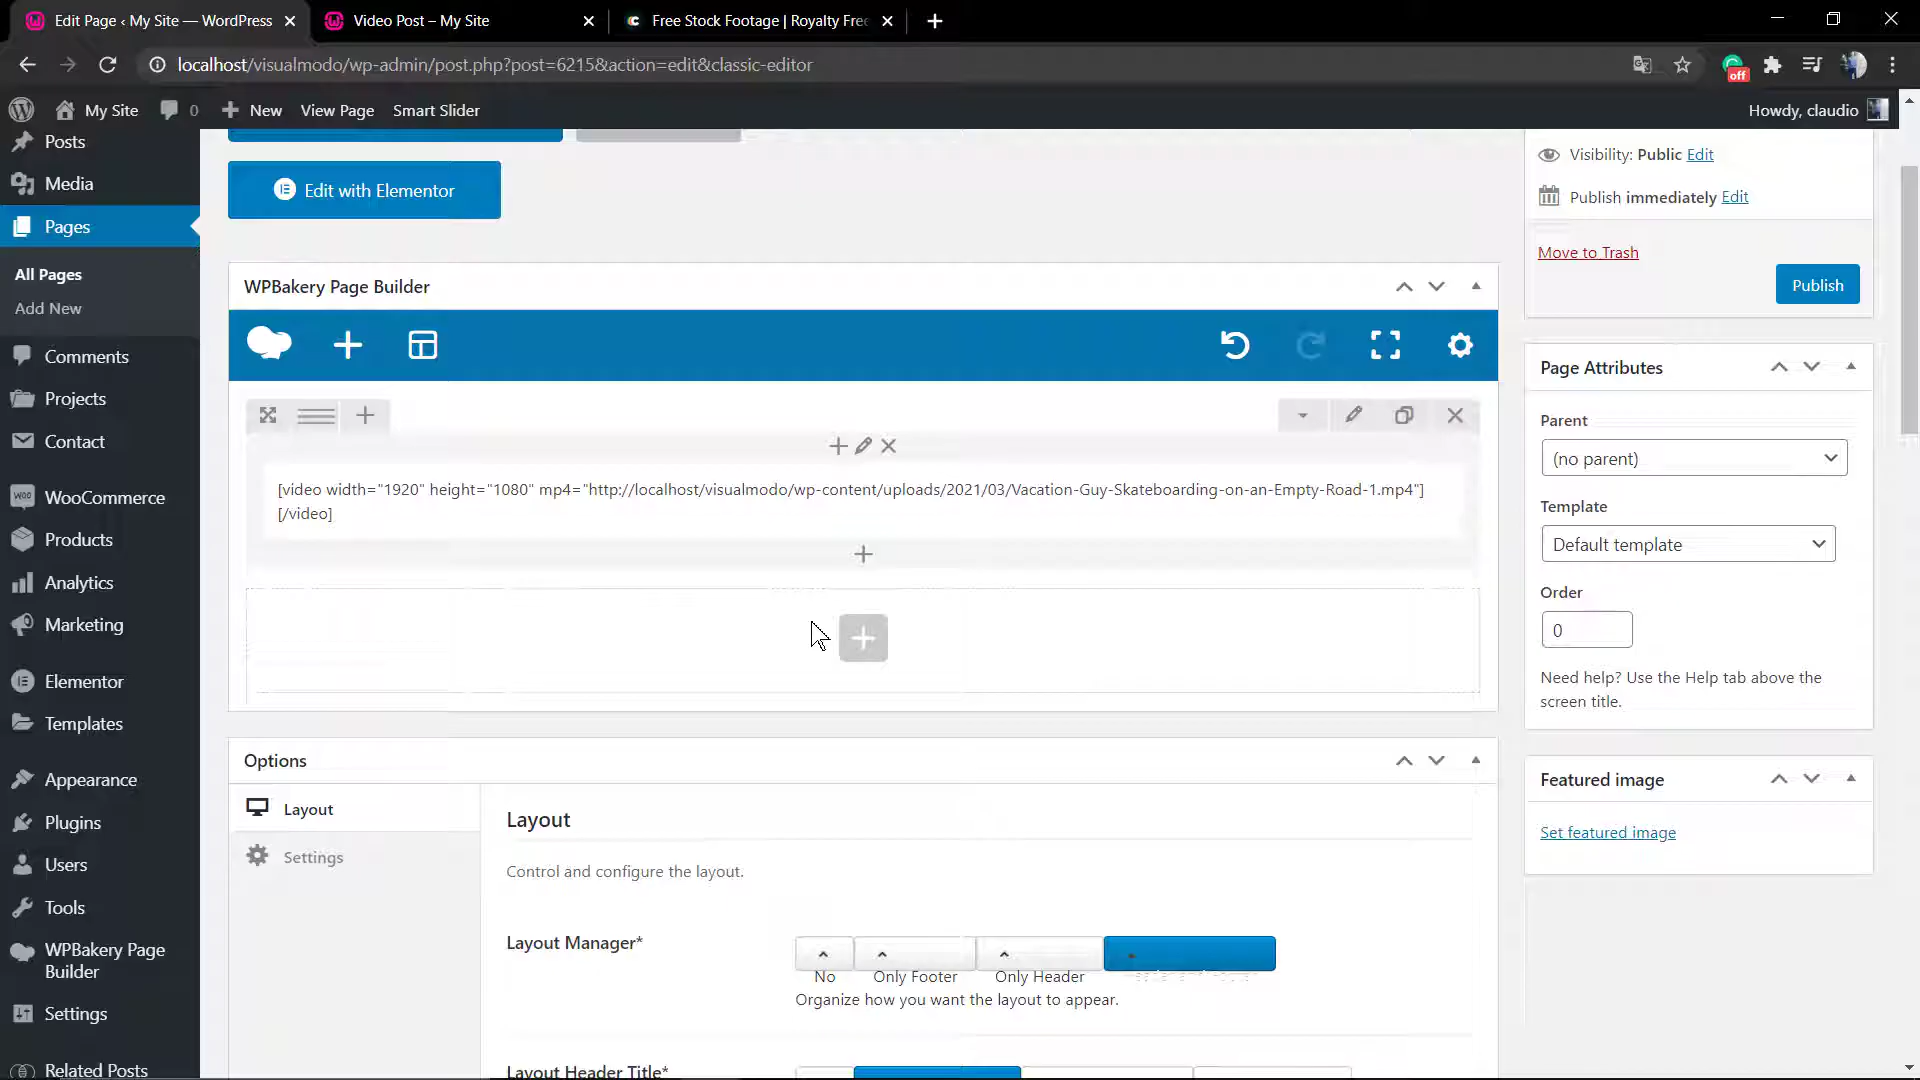 Edit Page ‹ My Site — WordPress
Video Post – My Site
Free Stock Footage | Royalty Free
localhost/visualmodo/wp-admin/post.php?post=6215&action=edit&classic-editor
off
My Site
0
New
View Page
Smart Slider
Howdy, claudio
Posts
Media
Pages
All Pages
Add New
Comments
Projects
Contact
WooCommerce
Products
Analytics
Marketing
Elementor
Templates
Appearance
Plugins
Users
Tools
WPBakery Page
Builder
Settings
Related Posts
Edit with Elementor
WPBakery Page Builder
[video width="1920" height="1080" mp4="http://localhost/visualmodo/wp-content/uploads/2021/03/Vacation-Guy-Skateboarding-on-an-Empty-Road-1.mp4"]
[/video]
Options
Layout
Settings
Layout
Control and configure the layout.
Layout Manager*
No
Only Footer
Only Header
Organize how you want the layout to appear.
Layout Header Title*
Visibility: Public Edit
Publish immediately Edit
Move to Trash
Publish
Page Attributes
Parent
(no parent)
Template
Default template
Order
0
Need help? Use the Help tab above the
screen title.
Featured image
Set featured image